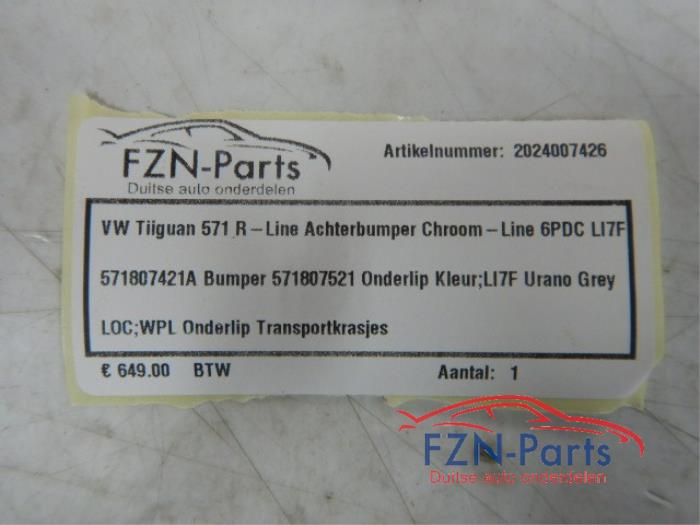 FZN-Parts
Duitse auto onderdelen
Artikelnummer: 2024007426
VW Tiiguan 571 R-Line Achterbumper Chroom-Line 6PDC LI7F
571807421A Bumper 571807521 Onderlip Kleur;LI7F Urano Grey
LOC;WPL Onderlip Transportkrasjes
€ 649.00 BTW Aantal: 1
FZN-Parts
Duitse auto onderdelen